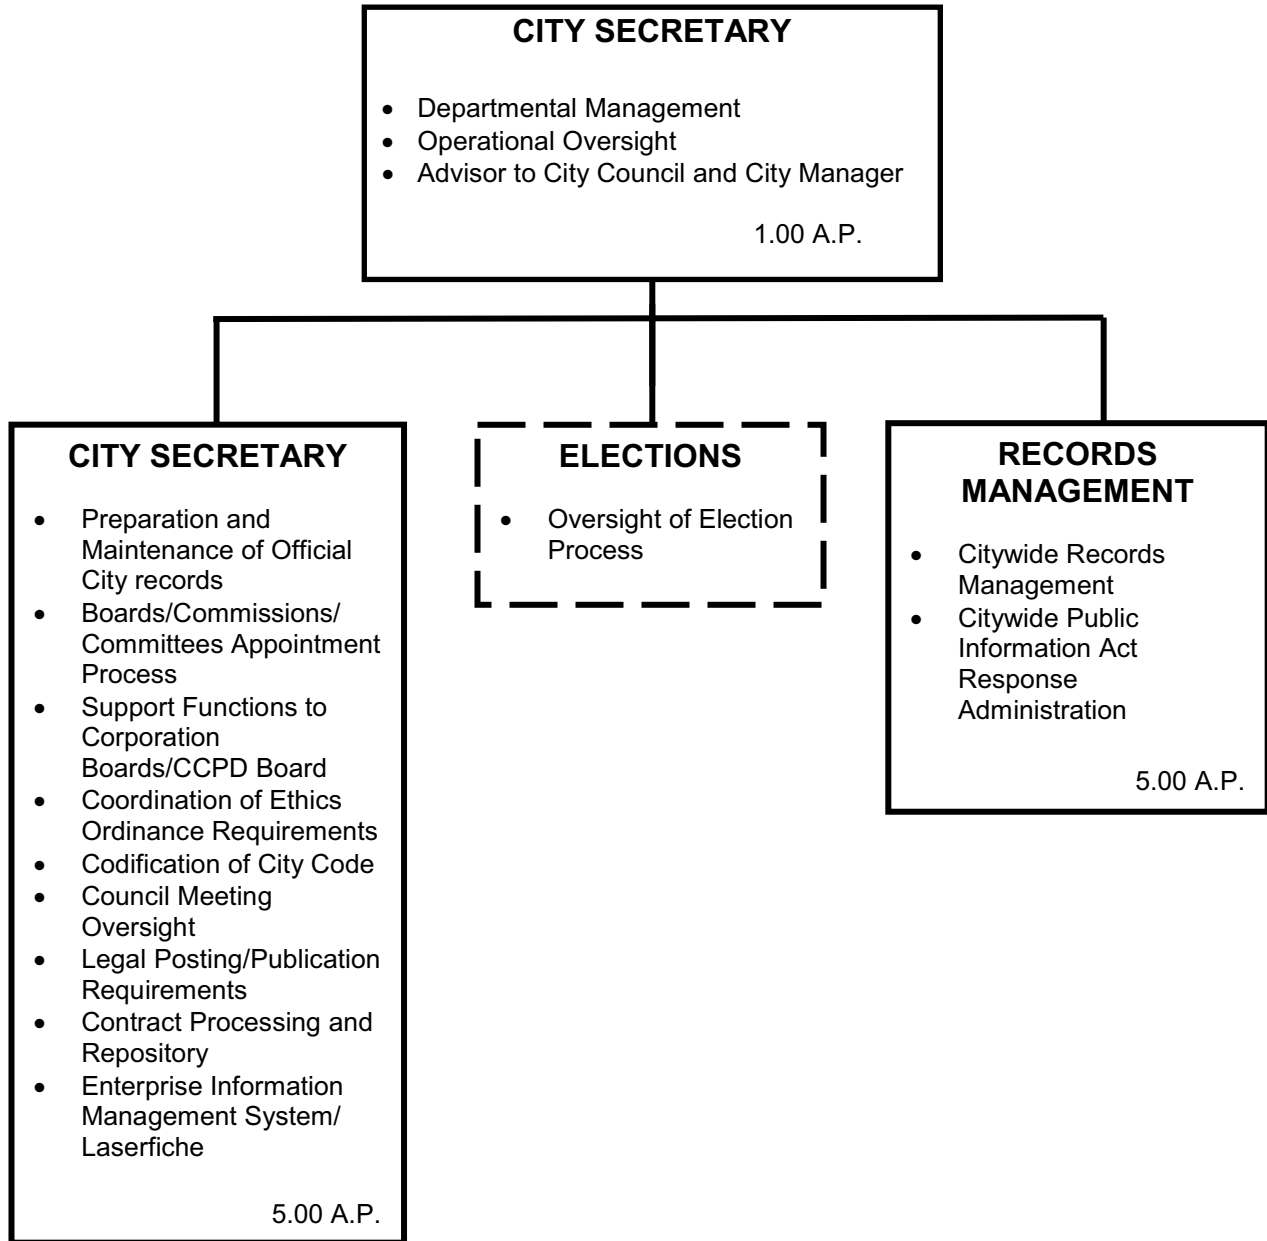 CITY SECRETARY
• Departmental Management
• Operational Oversight
• Advisor to City Council and City Manager
1.00 A.P.
CITY SECRETARY
• Preparation and
Maintenance of Official
City records
• Boards/Commissions/
Committees Appointment
Process
• Support Functions to
Corporation
Boards/CCPD Board
• Coordination of Ethics
Ordinance Requirements
• Codification of City Code
• Council Meeting
Oversight
• Legal Posting/Publication
Requirements
• Contract Processing and
Repository
• Enterprise Information
Management System/
Laserfiche
5.00 A.P.
ELECTIONS
• Oversight of Election
Process
RECORDS
MANAGEMENT
• Citywide Records
Management
• Citywide Public
Information Act
Response
Administration
5.00 A.P.